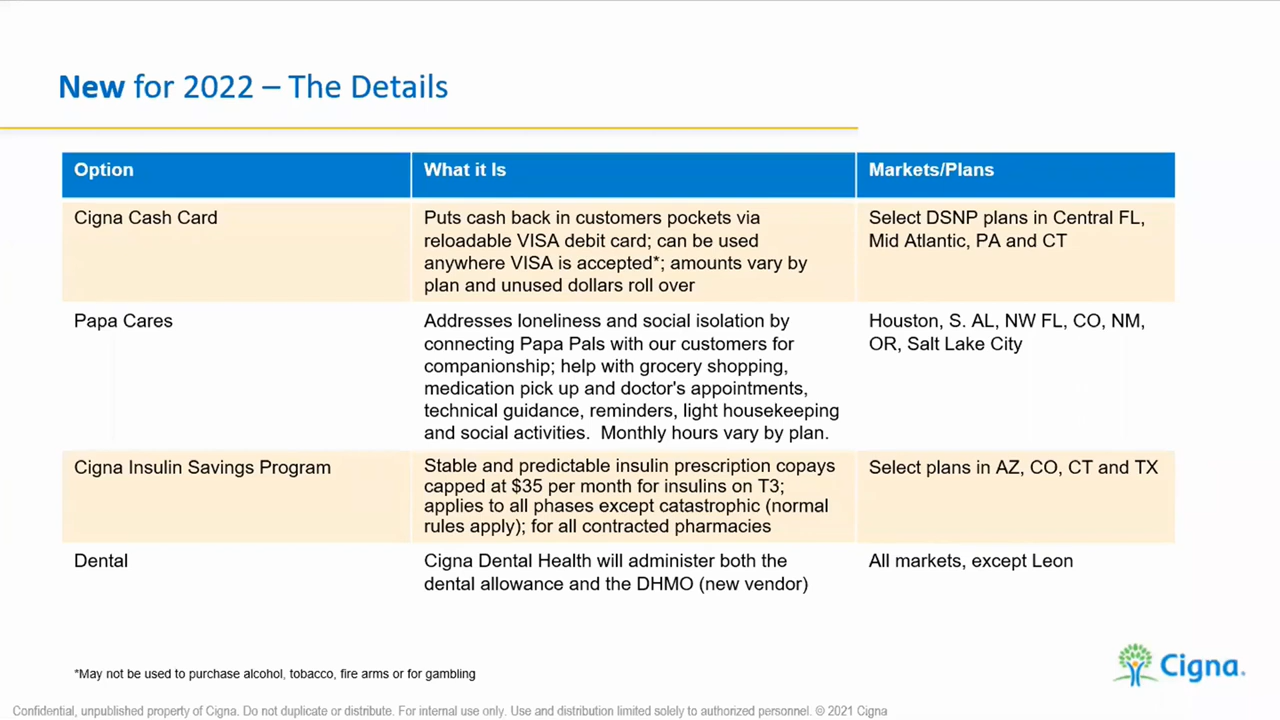 New for 2022 – The Details
Option
What it Is
Markets/Plans
Cigna Cash Card
Puts cash back in customers pockets via
reloadable VISA debit card; can be used
anywhere VISA is accepted*; amounts vary by
plan and unused dollars roll over
Select DSNP plans in Central FL,
Mid Atlantic, PA and CT
Papa Cares
Addresses loneliness and social isolation by
connecting Papa Pals with our customers for
companionship; help with grocery shopping,
medication pick up and doctor's appointments,
technical guidance, reminders, light housekeeping
and social activities.  Monthly hours vary by plan.
Houston, S. AL, NW FL, CO, NM,
OR, Salt Lake City
Cigna Insulin Savings Program
Stable and predictable insulin prescription copays
capped at $35 per month for insulins on T3;
applies to all phases except catastrophic (normal
rules apply); for all contracted pharmacies
Select plans in AZ, CO, CT and TX
Dental
Cigna Dental Health will administer both the
dental allowance and the DHMO (new vendor)
All markets, except Leon
*May not be used to purchase alcohol, tobacco, fire arms or for gambling
Cigna.
Confidential, unpublished property of Cigna. Do not duplicate or distribute. For internal use only. Use and distribution limited solely to authorized personnel. © 2021 Cigna